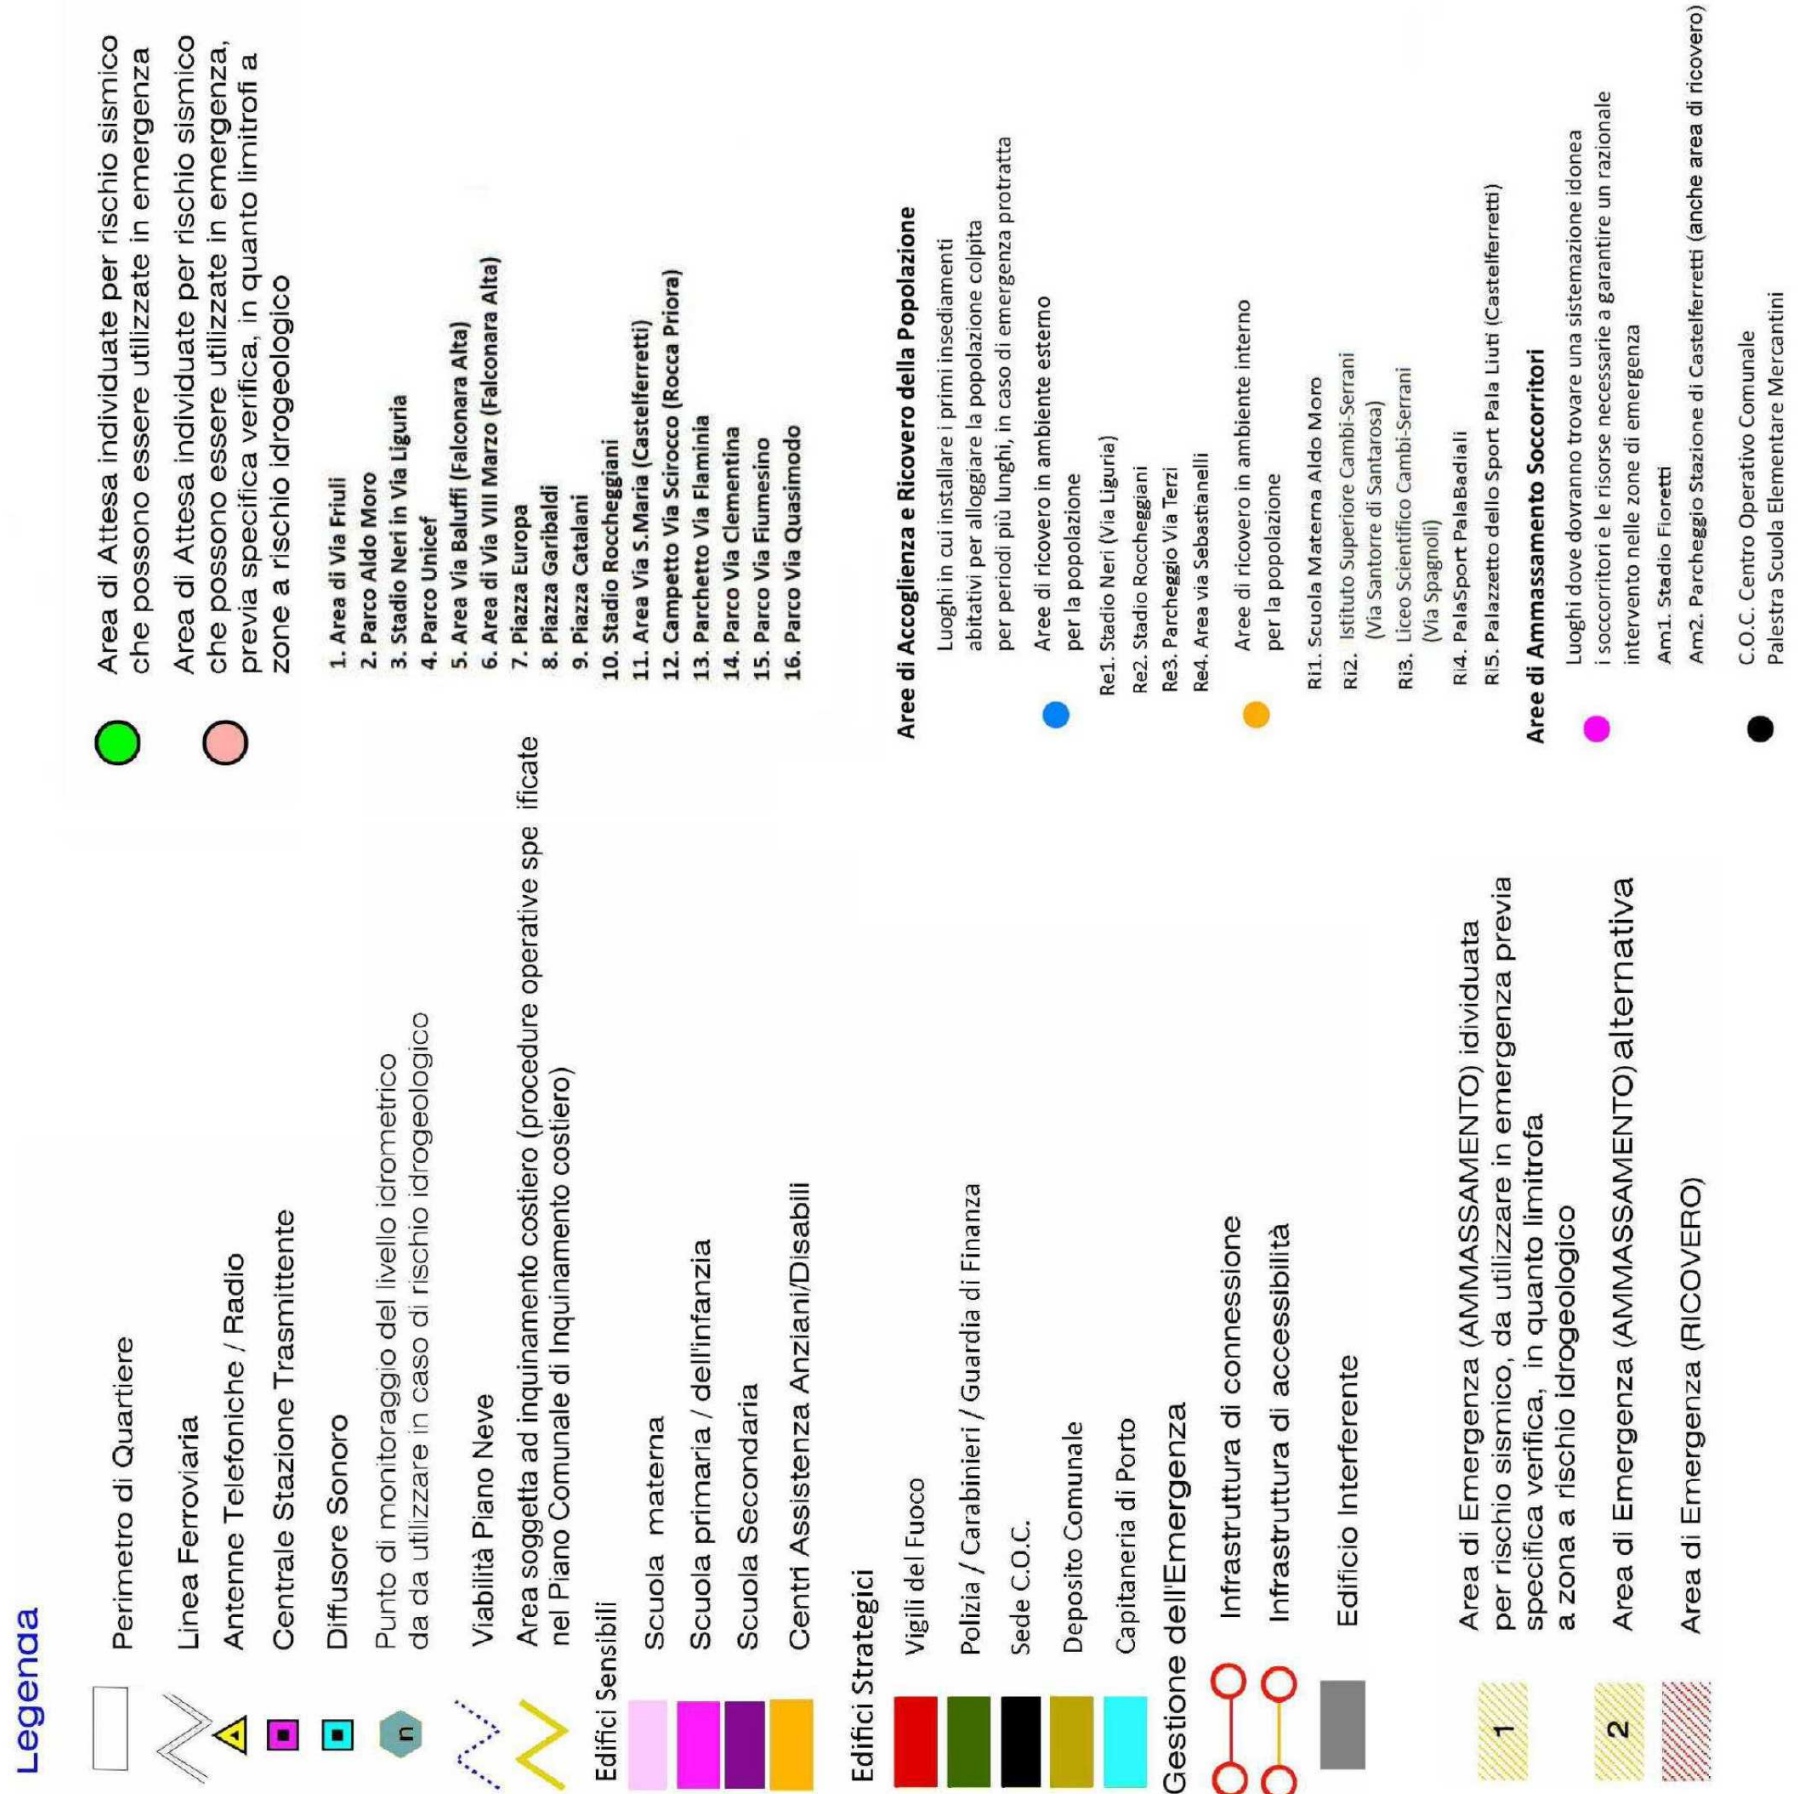 Legenda
Perimetro di Quartiere
Linea Ferroviaria
Antenne Telefoniche / Radio
Centrale Stazione Trasmittente
Diffusore Sonoro
n
Punto di monitoraggio del livello idrometrico
da da utilizzare in caso di rischio idrogeologico
Viabilità Piano Neve
Area soggetta ad inquinamento costiero (procedure operative spe ificate
nel Piano Comunale di Inquinamento costiero)
Edifici Sensibili
Scuola materna
Scuola primaria / dell'infanzia
Scuola Secondaria
Centri Assistenza Anziani/Disabili
Edifici Strategici
Vigili del Fuoco
Polizia / Carabinieri / Guardia di Finanza
Sede C.O.C.
Deposito Comunale
Capitaneria di Porto
Gestione dell'Emergenza
Infrastruttura di connessione
Infrastruttura di accessibilità
Edificio Interferente
1
Area di Emergenza (AMMASSAMENTO) idividuata
per rischio sismico, da utilizzare in emergenza previa
specifica verifica, in quanto limitrofa
a zona a rischio idrogeologico
2
Area di Emergenza (AMMASSAMENTO) alternativa
Area di Emergenza (RICOVERO)
Area di Attesa individuate per rischio sismico
che possono essere utilizzate in emergenza
Area di Attesa individuate per rischio sismico
che possono essere utilizzate in emergenza,
previa specifica verifica, in quanto limitrofi a
zone a rischio idrogeologico
1. Area di Via Friuli
2. Parco Aldo Moro
3. Stadio Neri in Via Liguria
4. Parco Unicef
5. Area Via Baluffi (Falconara Alta)
6. Area di Via VIII Marzo (Falconara Alta)
7. Piazza Europa
8. Piazza Garibaldi
9. Piazza Catalani
10. Stadio Roccheggiani
11. Area Via S.Maria (Castelferretti)
12. Campetto Via Scirocco (Rocca Priora)
13. Parchetto Via Flaminia
14. Parco Via Clementina
15. Parco Via Fiumesino
16. Parco Via Quasimodo
Aree di Accoglienza e Ricovero della Popolazione
Luoghi in cui installare i primi insediamenti
abitativi per alloggiare la popolazione colpita
per periodi più lunghi, in caso di emergenza protratta
Aree di ricovero in ambiente esterno
per la popolazione
Re1. Stadio Neri (Via Liguria)
Re2. Stadio Roccheggiani
Re3. Parcheggio Via Terzi
Re4. Area via Sebastianelli
Aree di ricovero in ambiente interno
per la popolazione
Ri1. Scuola Materna Aldo Moro
Ri2. Istituto Superiore Cambi-Serrani
(Via Santorre di Santarosa)
Ri3. Liceo Scientifico Cambi-Serrani
(Via Spagnoli)
Ri4. PalaSport PalaBadiali
Ri5. Palazzetto dello Sport Pala Liuti (Castelferretti)
Aree di Ammassamento Soccorritori
Luoghi dove dovranno trovare una sistemazione idonea
i soccorritori e le risorse necessarie a garantire un razionale
intervento nelle zone di emergenza
Am1. Stadio Fioretti
Am2. Parcheggio Stazione di Castelferretti (anche area di ricovero)
C.O.C. Centro Operativo Comunale
Palestra Scuola Elementare Mercantini